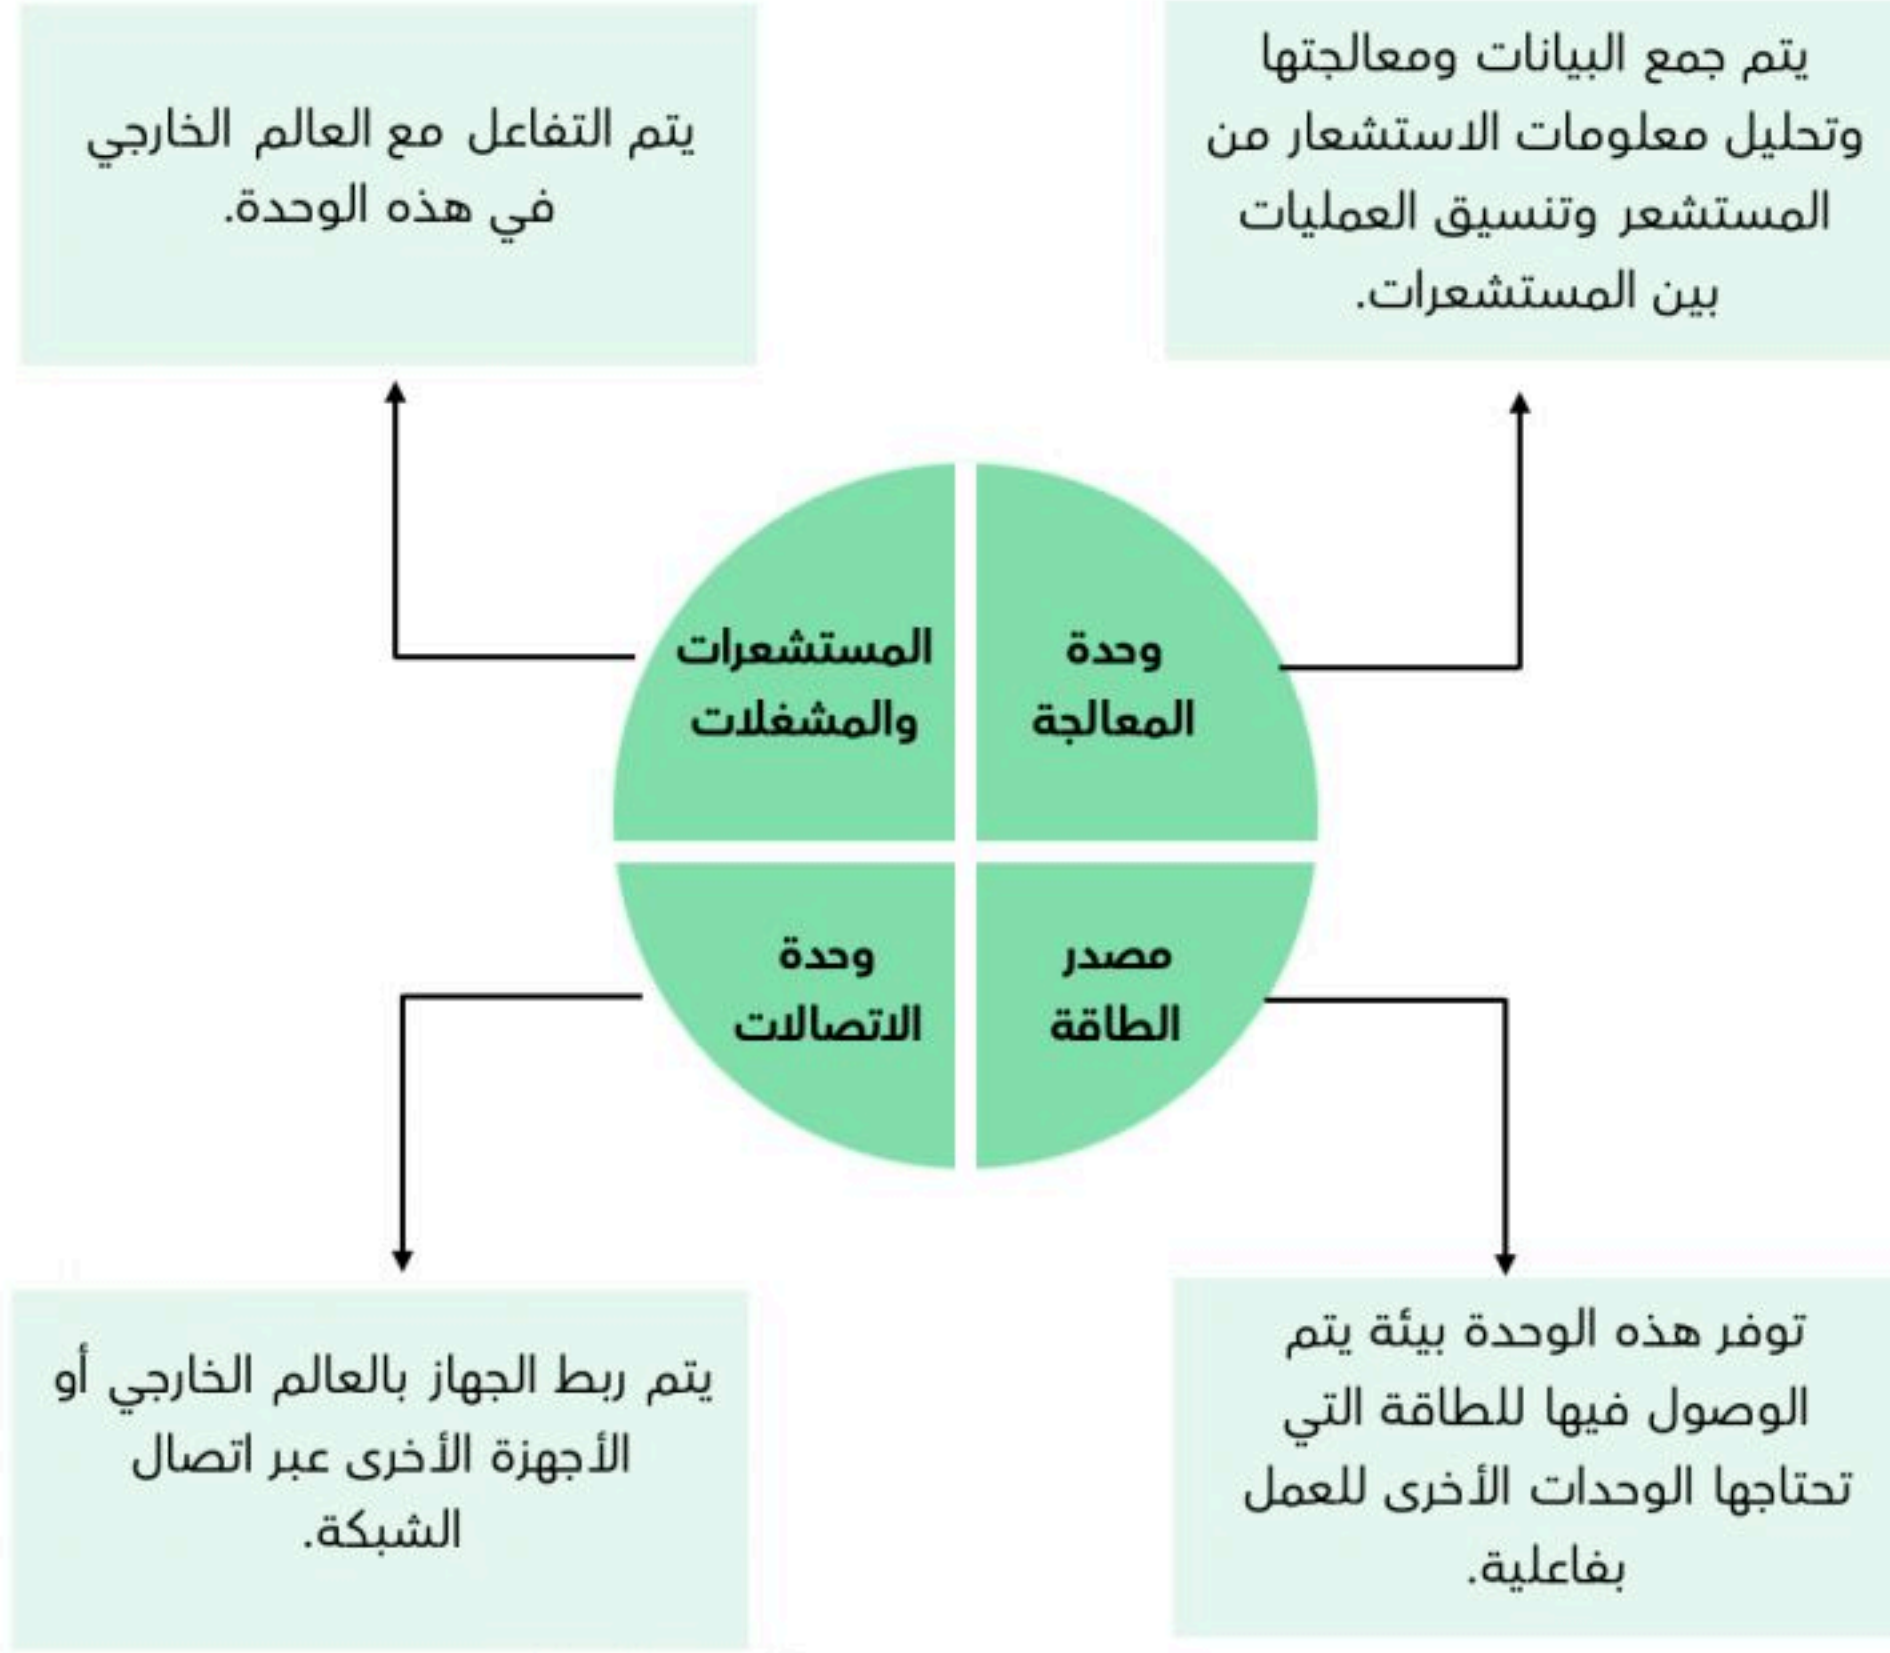 يتم جمع البيانات ومعالجتها
وتحليل معلومات الاستشعار من
المستشعر وتنسيق العمليات
بين المستشعرات.
يتم التفاعل مع العالم الخارجي
في هذه الوحدة.
وحدة
المعالجة
المستشعرات
والمشغلات
مصدر
الطاقة
وحدة
الاتصالات
توفر هذه الوحدة بيئة يتم
الوصول فيها للطاقة التي
تحتاجها الوحدات الأخرى للعمل
بفاعلية.
يتم ربط الجهاز بالعالم الخارجي أو
الأجهزة الأخرى عبر اتصال
الشبكة.